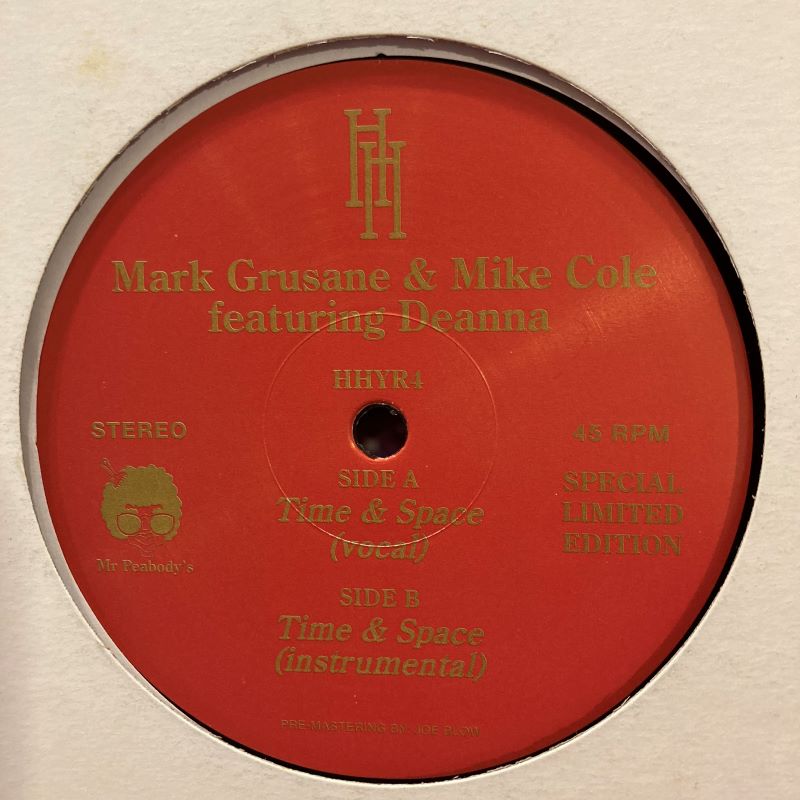 HHH
Mark Grusane & Mike Cole
featuring Deanna
HHYR4
STEREO
45 RPM
SIDE A
Time & Space
(vocal)
SPECIAL
LIMITED
EDITION
Mr Peabody's
SIDE B
Time & Space
(instrumental)
PRE-MASTERING BY: JOE BLOW